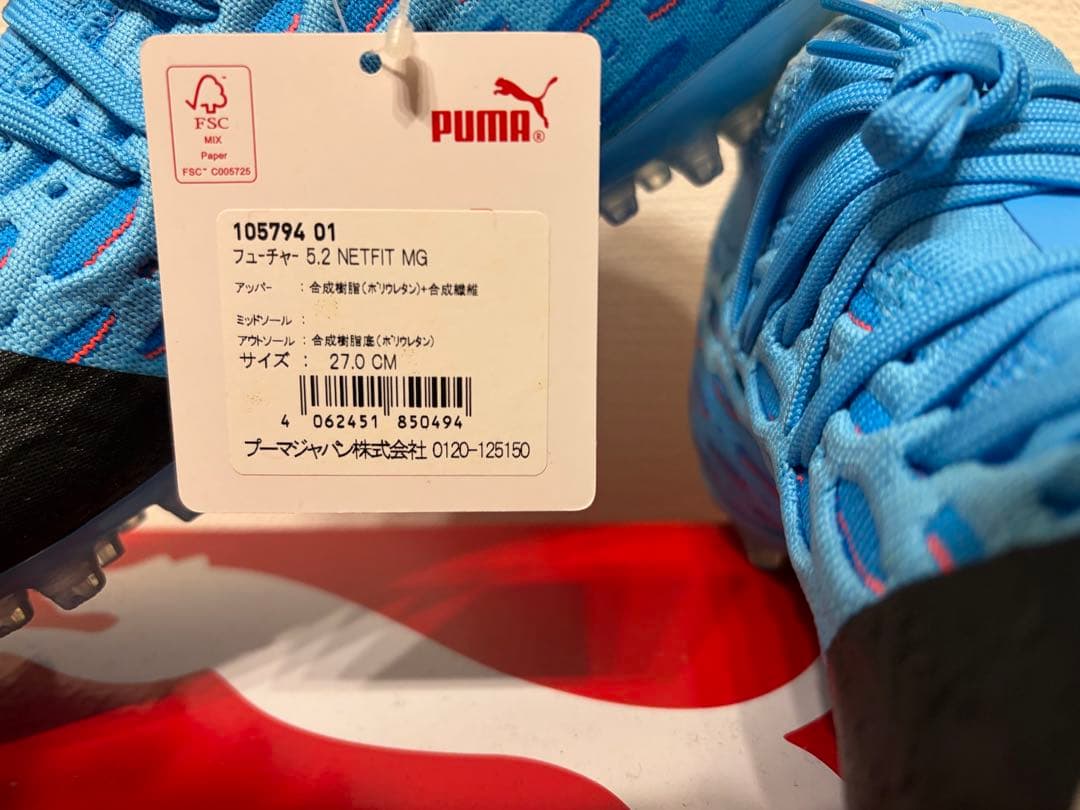 FSC
MIX
Paper
FSC™ C005725
PUMA®
105794 01
フューチャー 5.2 NETFIT MG
アッパー : 合成樹脂(ポリウレタン)+合成繊維
ミッドソール :
アウトソール : 合成樹脂底(ポリウレタン)
サイズ : 27.0 CM
4 062451 850494
プーマジャパン株式会社 0120-125150